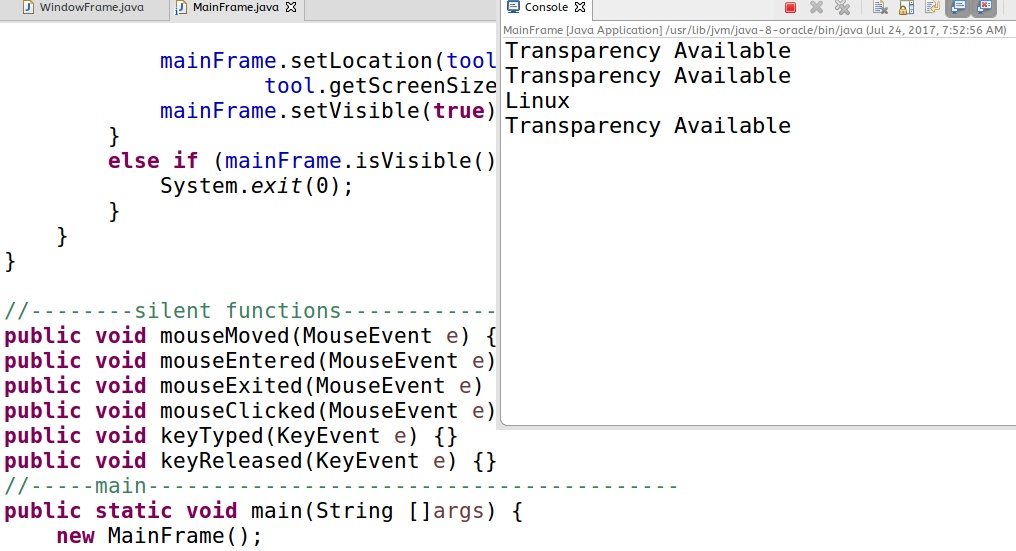 WindowFrame.java
MainFrame.java
mainFrame.setLocation(tool
tool.getScreenSize
mainFrame.setVisible(true)
}
else if (mainFrame.isVisible()
System.exit(0);
}
}
}
//--------silent functions------------
public void mouseMoved(MouseEvent e) {
public void mouseEntered(MouseEvent e)
public void mouseExited(MouseEvent e)
public void mouseClicked(MouseEvent e)
public void keyTyped(KeyEvent e) {}
public void keyReleased(KeyEvent e) {}
//-----main-----------------------------------------
public static void main(String []args) {
new MainFrame();
Console
MainFrame [Java Application] /usr/lib/jvm/java-8-oracle/bin/java (Jul 24, 2017, 7:52:56 AM)
Transparency Available
Transparency Available
Linux
Transparency Available